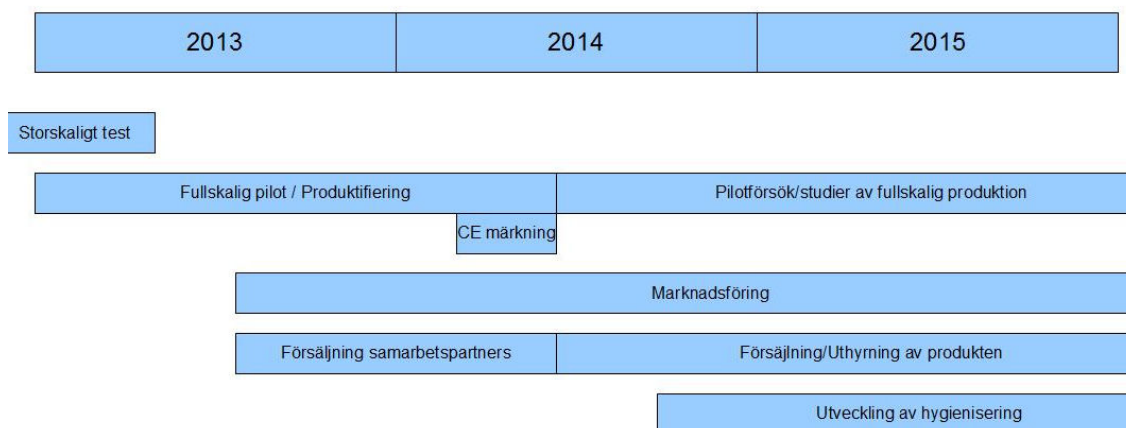 2013 2014 2015
Storskaligt test
Fullskalig pilot / Produktifiering Pilotförsök/studier av fullskalig produktion
CE märkning
Marknadsföring
Försäljning samarbetspartners Försäjlning/Uthyrning av produkten
Utveckling av hygienisering